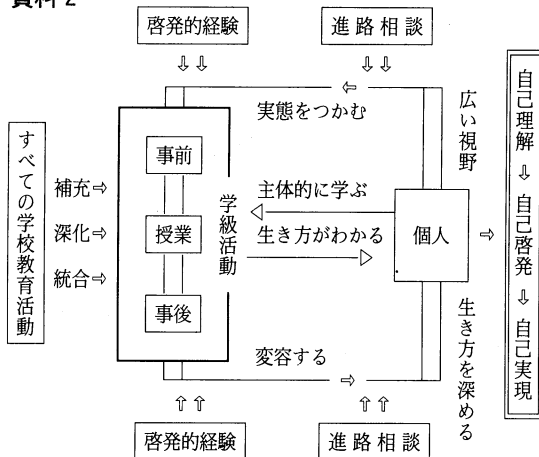 資料2
啓発的経験
進路相談
⇩⇩
⇩⇩
⇦
実態をつかむ
広い視野
すべての学校教育活動
補充⇨
深化⇨
統合⇨
事前
授業
事後
学級活動
主体的に学ぶ
生き方がわかる
個人
⇨
自己理解⇩自己啓発⇩自己実現
変容する
⇨
生き方を深める
⇧⇧
⇧⇧
啓発的経験
進路相談